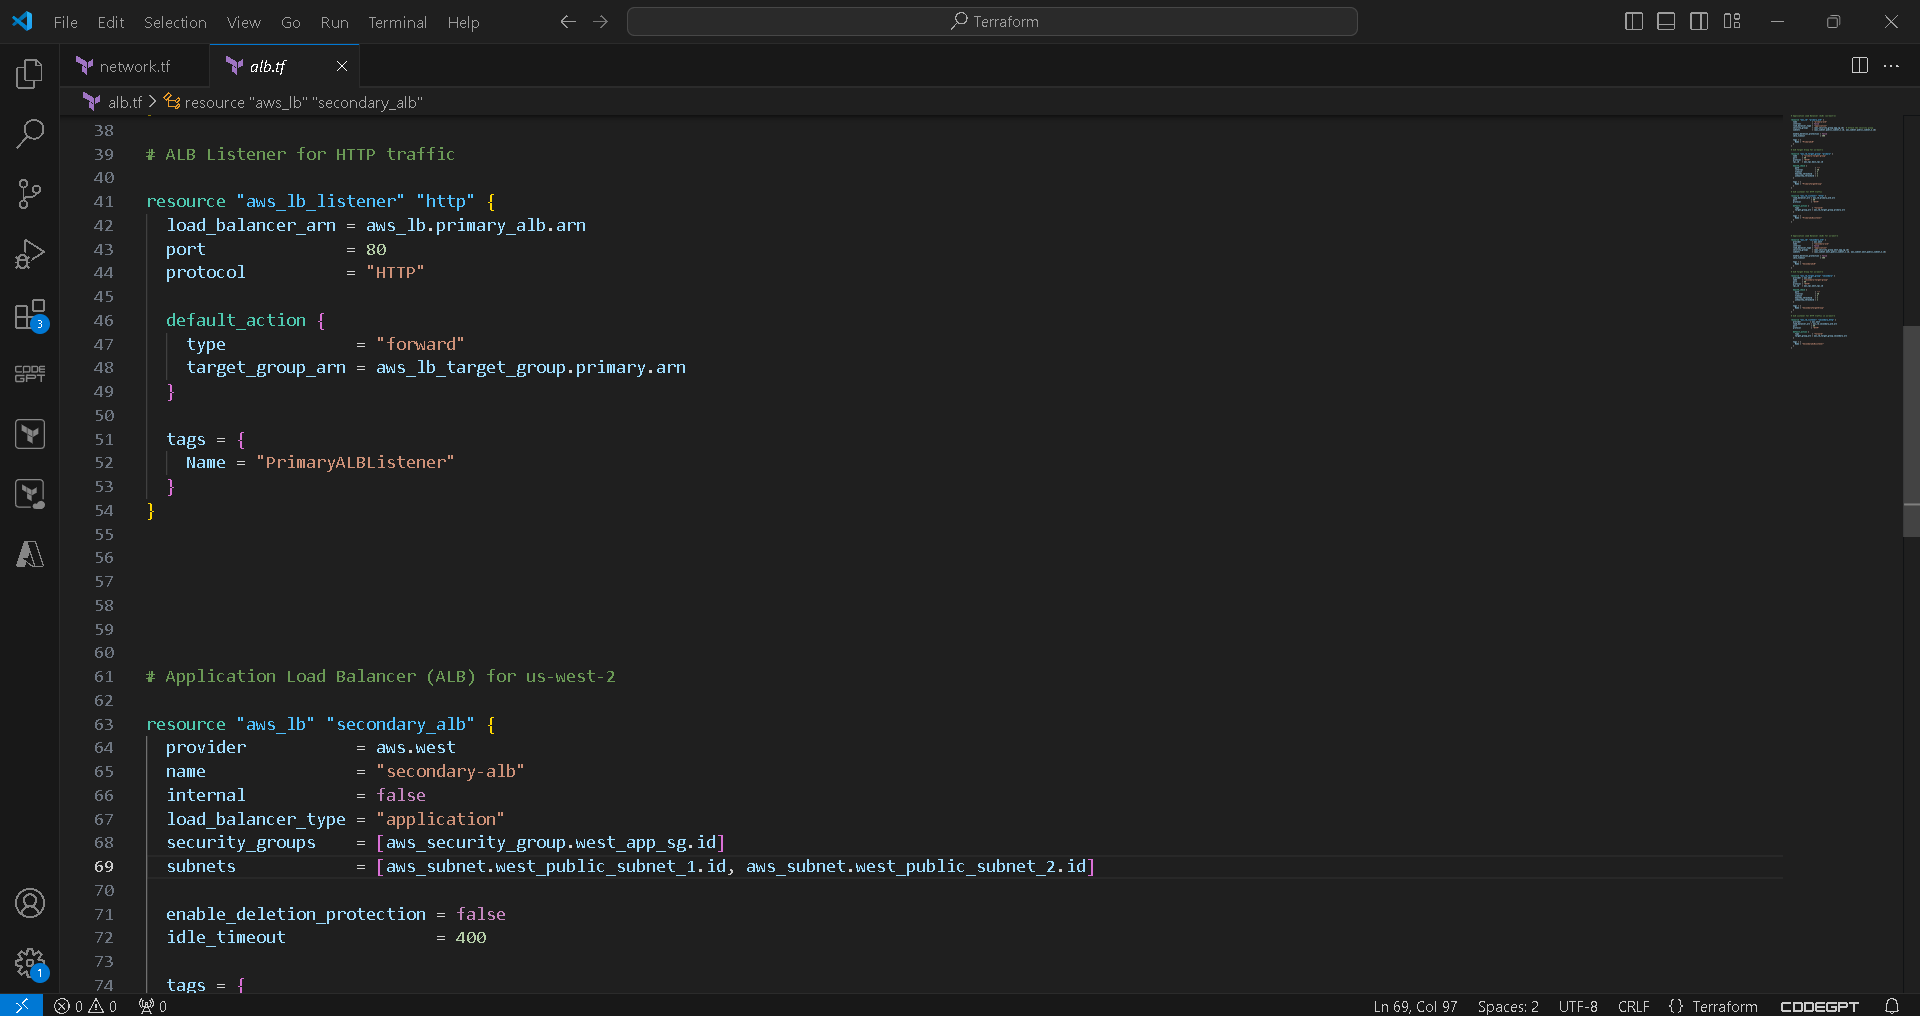 File Edit Selection View Go Run Terminal Help
Terraform
network.tf
alb.tf
alb.tf > resource "aws_lb" "secondary_alb"
38
39 # ALB Listener for HTTP traffic
40
41 resource "aws_lb_listener" "http" {
42 load_balancer_arn = aws_lb.primary_alb.arn
43 port = 80
44 protocol = "HTTP"
45
46 default_action {
47 type = "forward"
48 target_group_arn = aws_lb_target_group.primary.arn
49 }
50
51 tags = {
52 Name = "PrimaryALBListener"
53 }
54 }
55
56
57
58
59
60
61 # Application Load Balancer (ALB) for us-west-2
62
63 resource "aws_lb" "secondary_alb" {
64 provider = aws.west
65 name = "secondary-alb"
66 internal = false
67 load_balancer_type = "application"
68 security_groups = [aws_security_group.west_app_sg.id]
69 subnets = [aws_subnet.west_public_subnet_1.id, aws_subnet.west_public_subnet_2.id]
70
71 enable_deletion_protection = false
72 idle_timeout = 400
73
74 tags = {
3
CODE
GPT
1
0 0 0
Ln 69, Col 97 Spaces: 2 UTF-8 CRLF {} Terraform CODEGPT